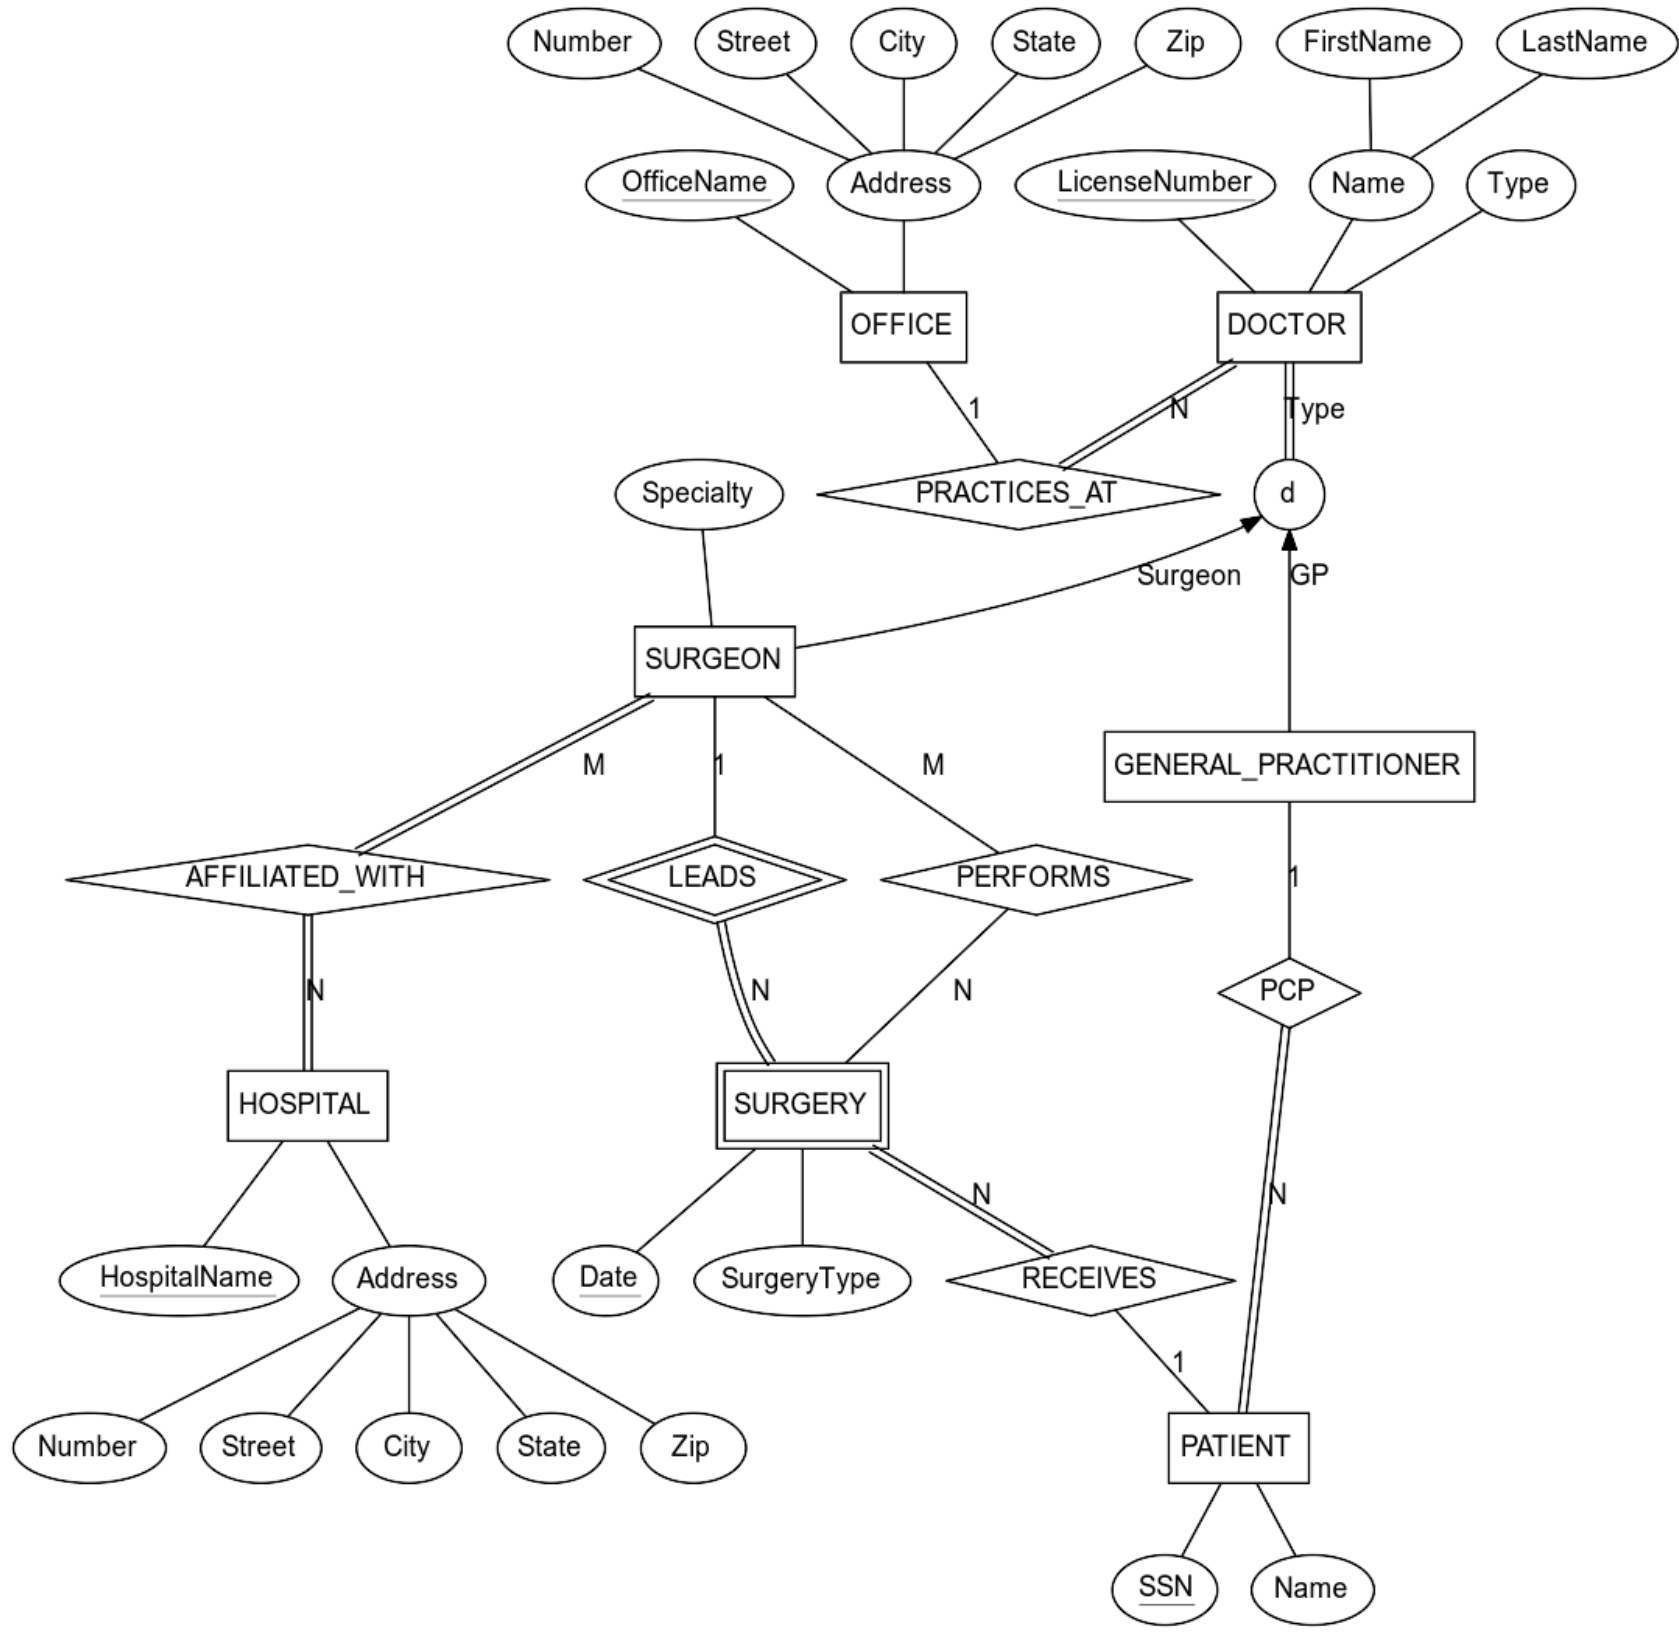 Number
Street
City
State
Zip
FirstName
LastName
OfficeName
Address
LicenseNumber
Name
Type
OFFICE
DOCTOR
1
N
Type
Specialty
PRACTICES_AT
d
Surgeon
GP
SURGEON
GENERAL_PRACTITIONER
M
1
M
AFFILIATED_WITH
LEADS
PERFORMS
1
N
N
N
PCP
HOSPITAL
SURGERY
N
N
HospitalName
Address
Date
SurgeryType
RECEIVES
1
Number
Street
City
State
Zip
PATIENT
SSN
Name